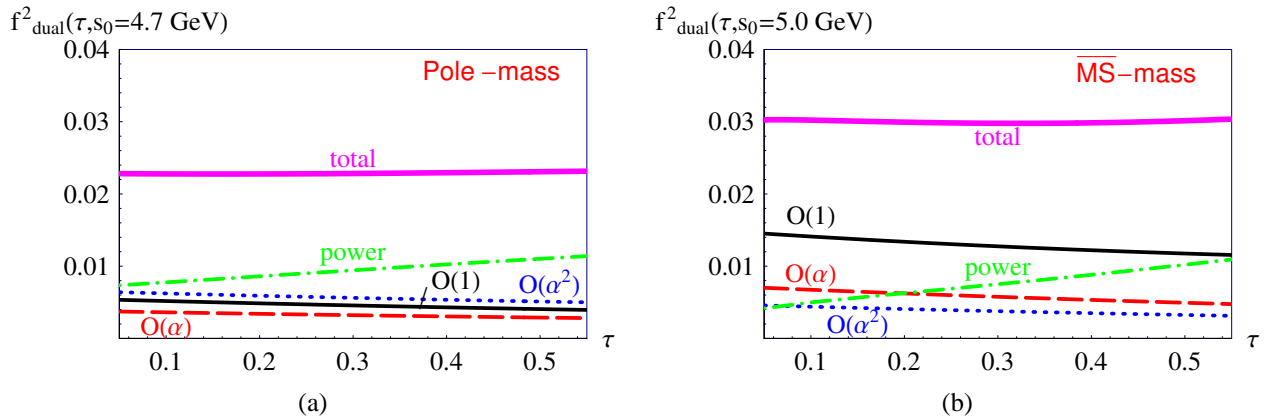 f²dual(τ,s₀=4.7 GeV)
0.04
Pole −mass
0.03
total
0.02
power
0.01
O(1)
O(α²)
O(α)
τ
0.1 0.2 0.3 0.4 0.5
(a)
f²dual(τ,s₀=5.0 GeV)
0.04
M̅S̅−mass
0.03
total
0.02
O(1)
O(α)
power
0.01
O(α²)
τ
0.1 0.2 0.3 0.4 0.5
(b)